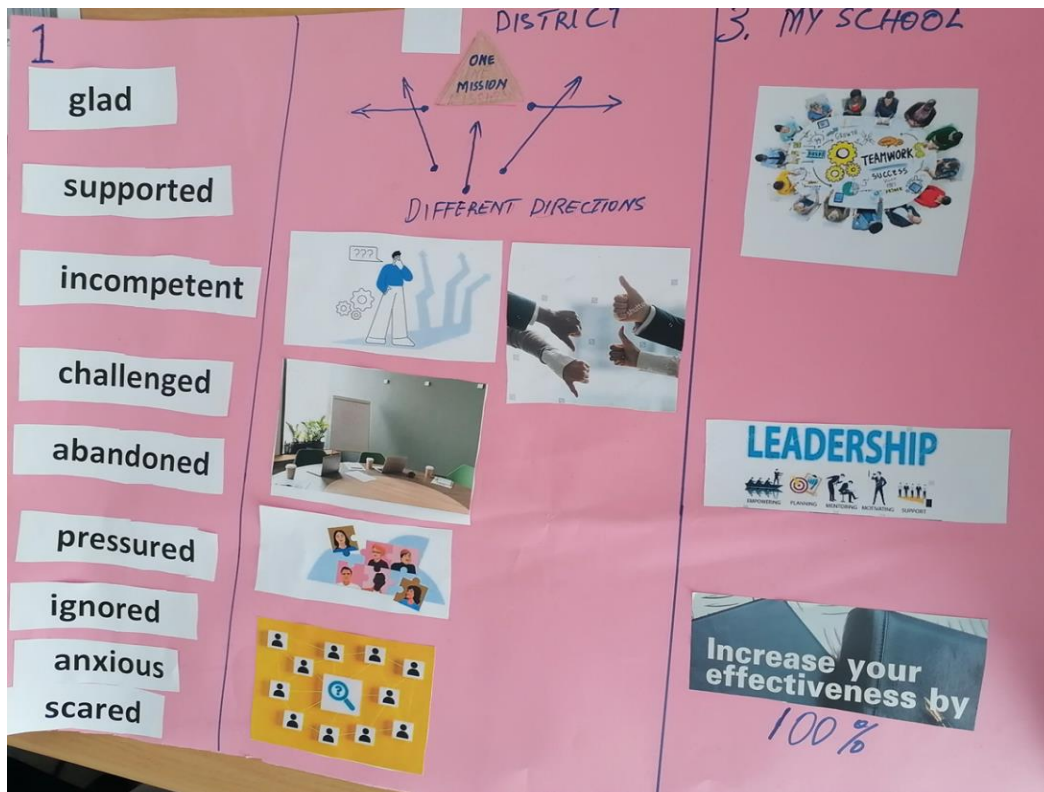 1
glad
supported
incompetent
challenged
abandoned
pressured
ignored
anxious
scared
DISTRICT
ONE
MISSION
DIFFERENT DIRECTIONS
???
?
3. MY SCHOOL
GROWTH
TEAMWORK
SUCCESS
LEADERSHIP
EMPOWERING PLANNING MENTORING MOTIVATING SUPPORT
Increase your
effectiveness by
100%